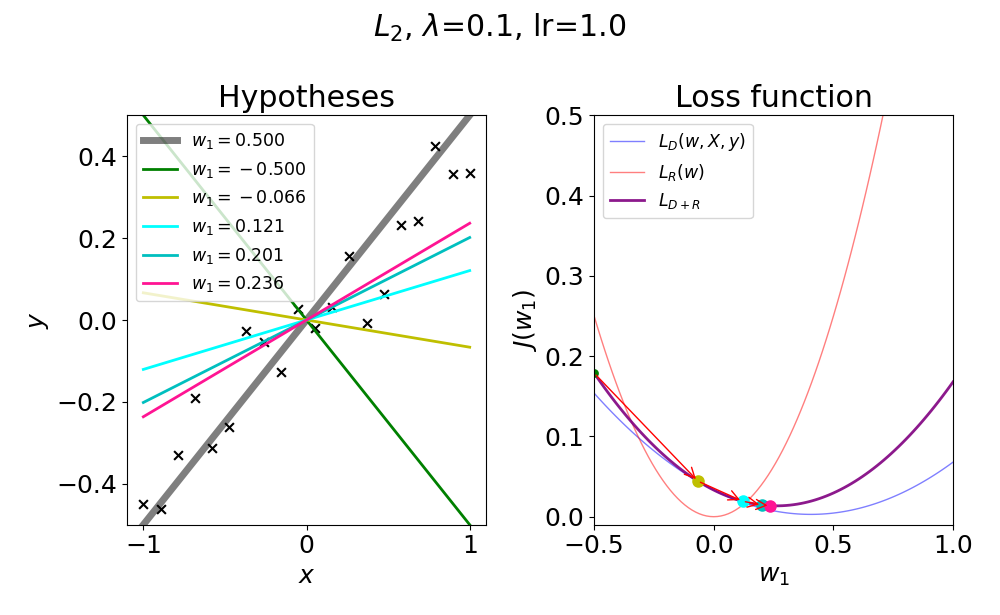 L₂, λ=0.1, lr=1.0
Hypotheses
w₁ = 0.500
w₁ = −0.500
w₁ = −0.066
w₁ = 0.121
w₁ = 0.201
w₁ = 0.236
0.4
0.2
0.0
−0.2
−0.4
y
−1 0 1
x
Loss function
L_D(w, X, y)
L_R(w)
L_{D+R}
0.5
0.4
0.3
0.2
0.1
0.0
J(w₁)
−0.5 0.0 0.5 1.0
w₁